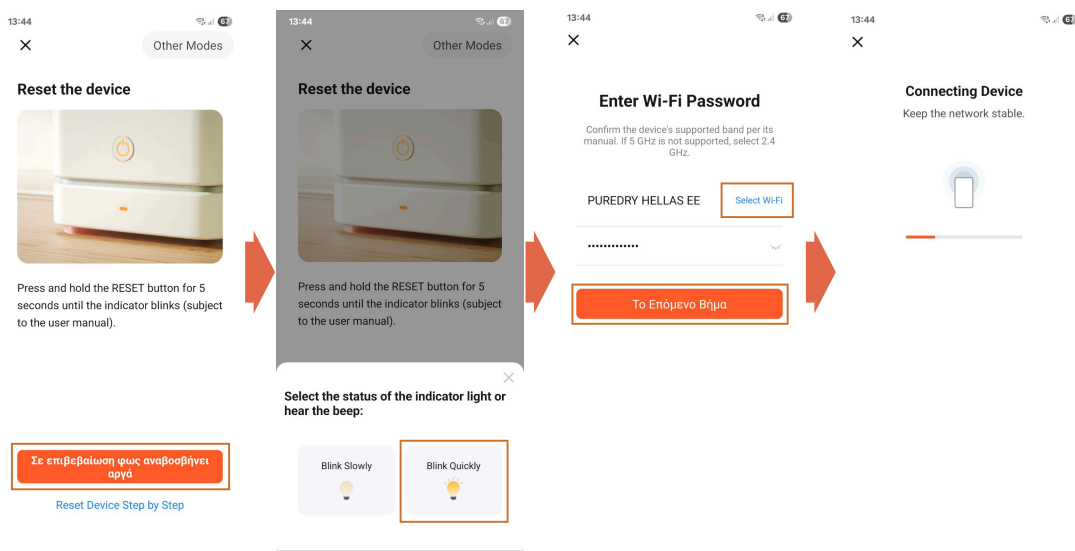 13:44
67
Other Modes
Reset the device
Press and hold the RESET button for 5
seconds until the indicator blinks (subject
to the user manual).
Σε επιβεβαίωση φως αναβοσβήνει
αργά
Reset Device Step by Step
13:44
67
Other Modes
Reset the device
Press and hold the RESET button for 5
seconds until the indicator blinks (subject
to the user manual).
Select the status of the indicator light or
hear the beep:
Blink Slowly
Blink Quickly
13:44
67
Enter Wi-Fi Password
Confirm the device's supported band per its
manual. If 5 GHz is not supported, select 2.4
GHz.
PUREDRY HELLAS EE
Select Wi-Fi
•••••••••••••
Το Επόμενο Βήμα
13:44
67
Connecting Device
Keep the network stable.